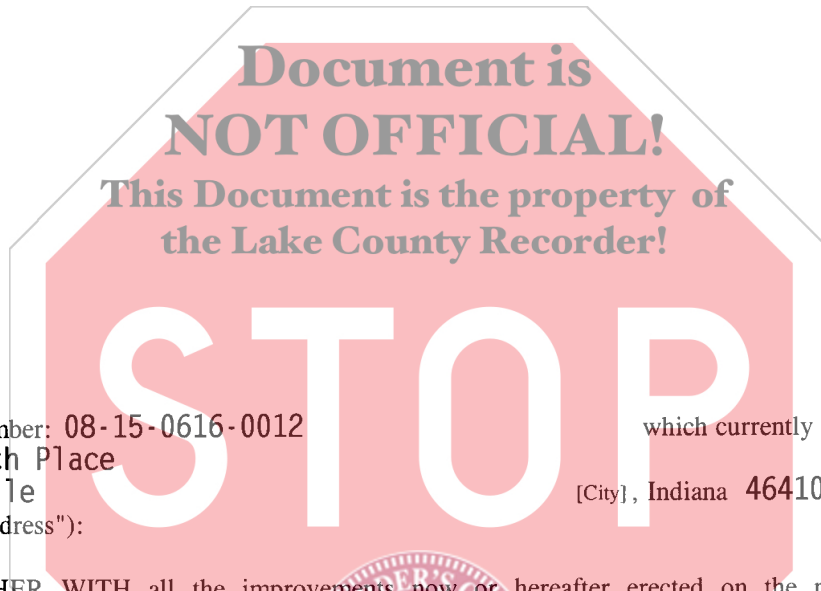 Document is
NOT OFFICIAL!
This Document is the property of
the Lake County Recorder!
STOP
mber: 08-15-0616-0012 which currently
th Place
le [City], Indiana 46410
dress"):
HER WITH all the improvements now or hereafter erected on the
DER'S